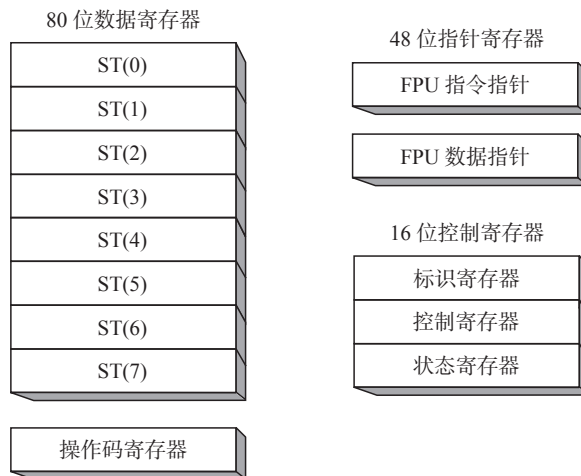 80 位数据寄存器
ST(0)
ST(1)
ST(2)
ST(3)
ST(4)
ST(5)
ST(6)
ST(7)
操作码寄存器
48 位指针寄存器
FPU 指令指针
FPU 数据指针
16 位控制寄存器
标识寄存器
控制寄存器
状态寄存器